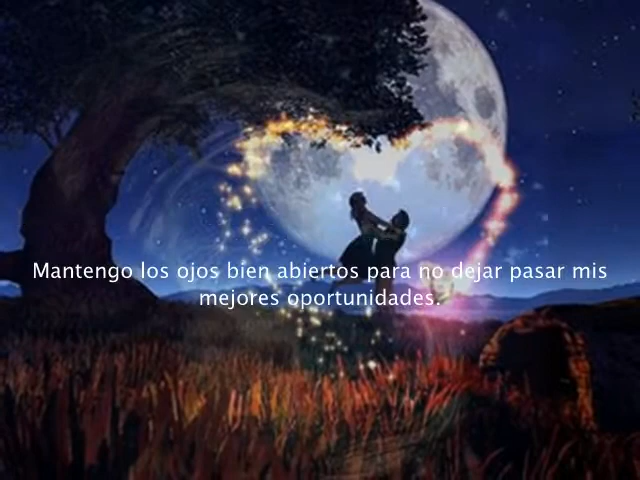 Mantengo los ojos bien abiertos para no dejar pasar mis
mejores oportunidades.